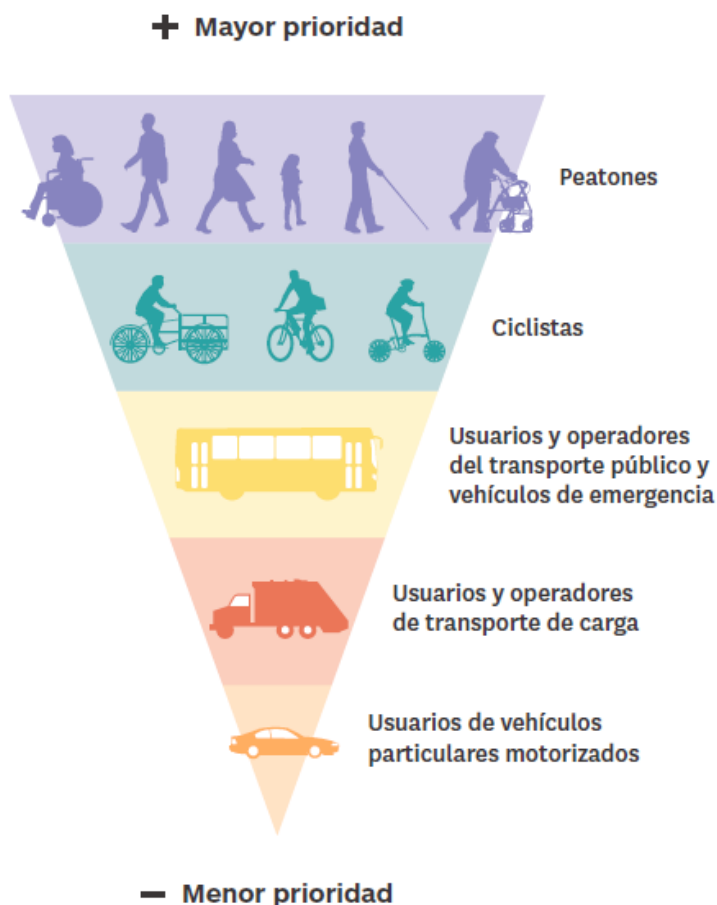 + Mayor prioridad
Peatones
Ciclistas
Usuarios y operadores
del transporte público y
vehículos de emergencia
Usuarios y operadores
de transporte de carga
Usuarios de vehículos
particulares motorizados
− Menor prioridad